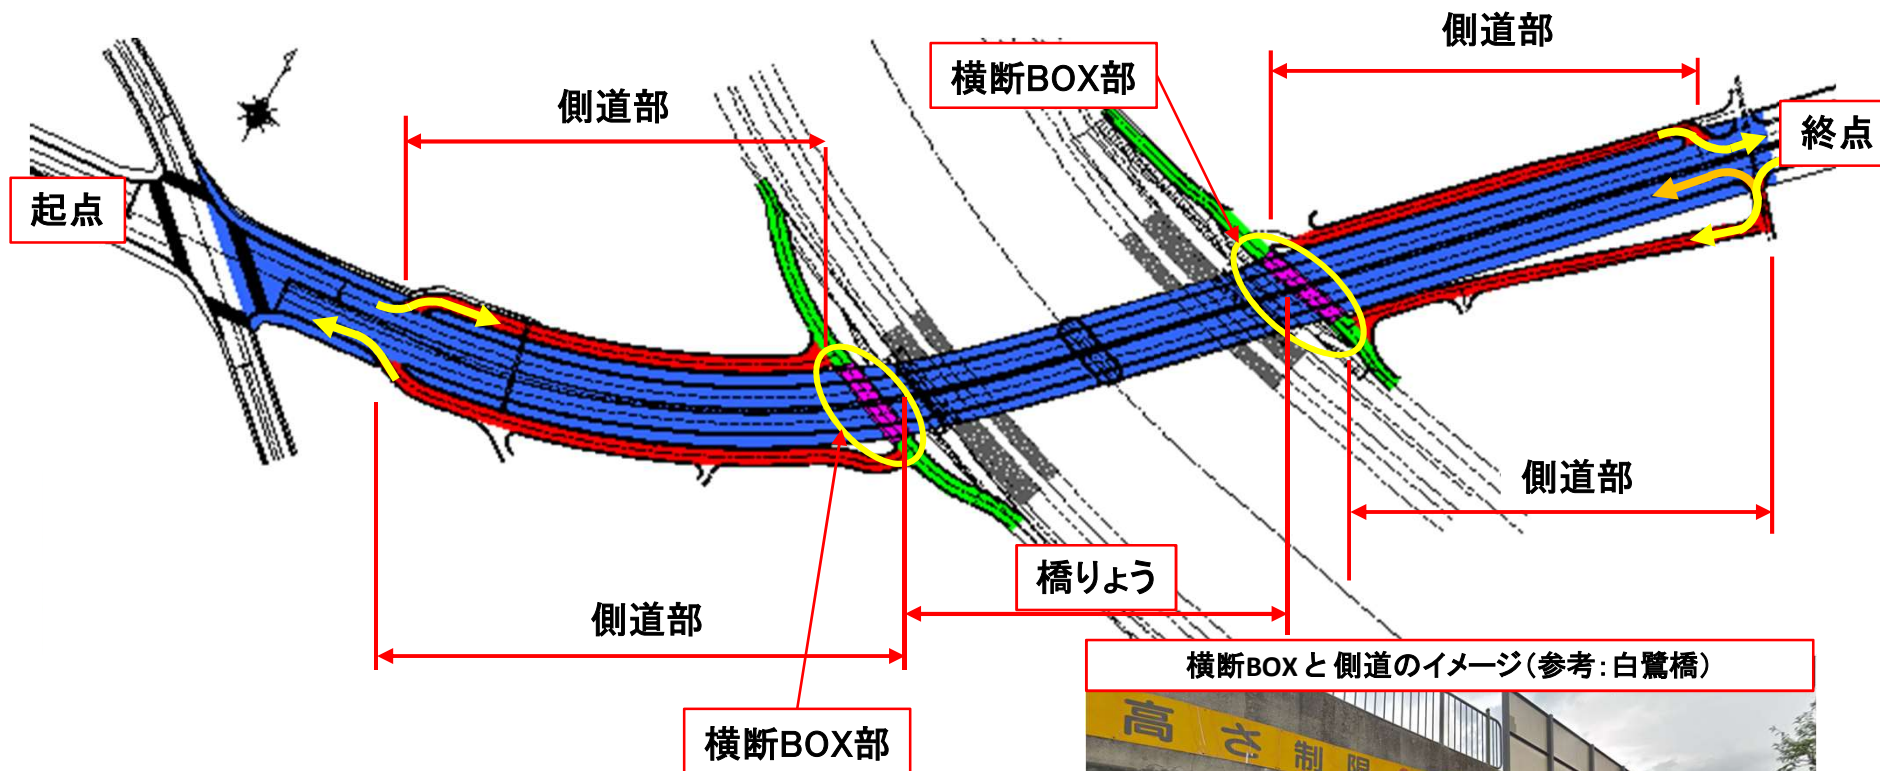 側道部
横断BOX部
側道部
終点
起点
側道部
橋りょう
側道部
横断BOXと側道のイメージ(参考:白鷺橋)
横断BOX部
高さ制限